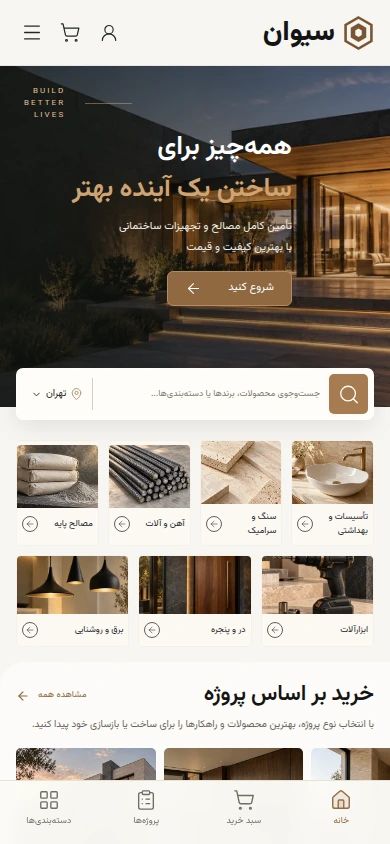 سیوان
BUILD
BETTER
LIVES
همه‌چیز برای
ساختن یک آینده بهتر
تأمین کامل مصالح و تجهیزات ساختمانی
با بهترین کیفیت و قیمت
شروع کنید
جست‌وجوی محصولات، برندها یا دسته‌بندی‌ها...
تهران
تأسیسات و
بهداشتی
سنگ و
سرامیک
آهن و آلات
مصالح پایه
ابزارآلات
در و پنجره
برق و روشنایی
خرید بر اساس پروژه
مشاهده همه
با انتخاب نوع پروژه، بهترین محصولات و راهکارها را برای ساخت یا بازسازی خود پیدا کنید.
خانه
سبد خرید
پروژه‌ها
دسته‌بندی‌ها